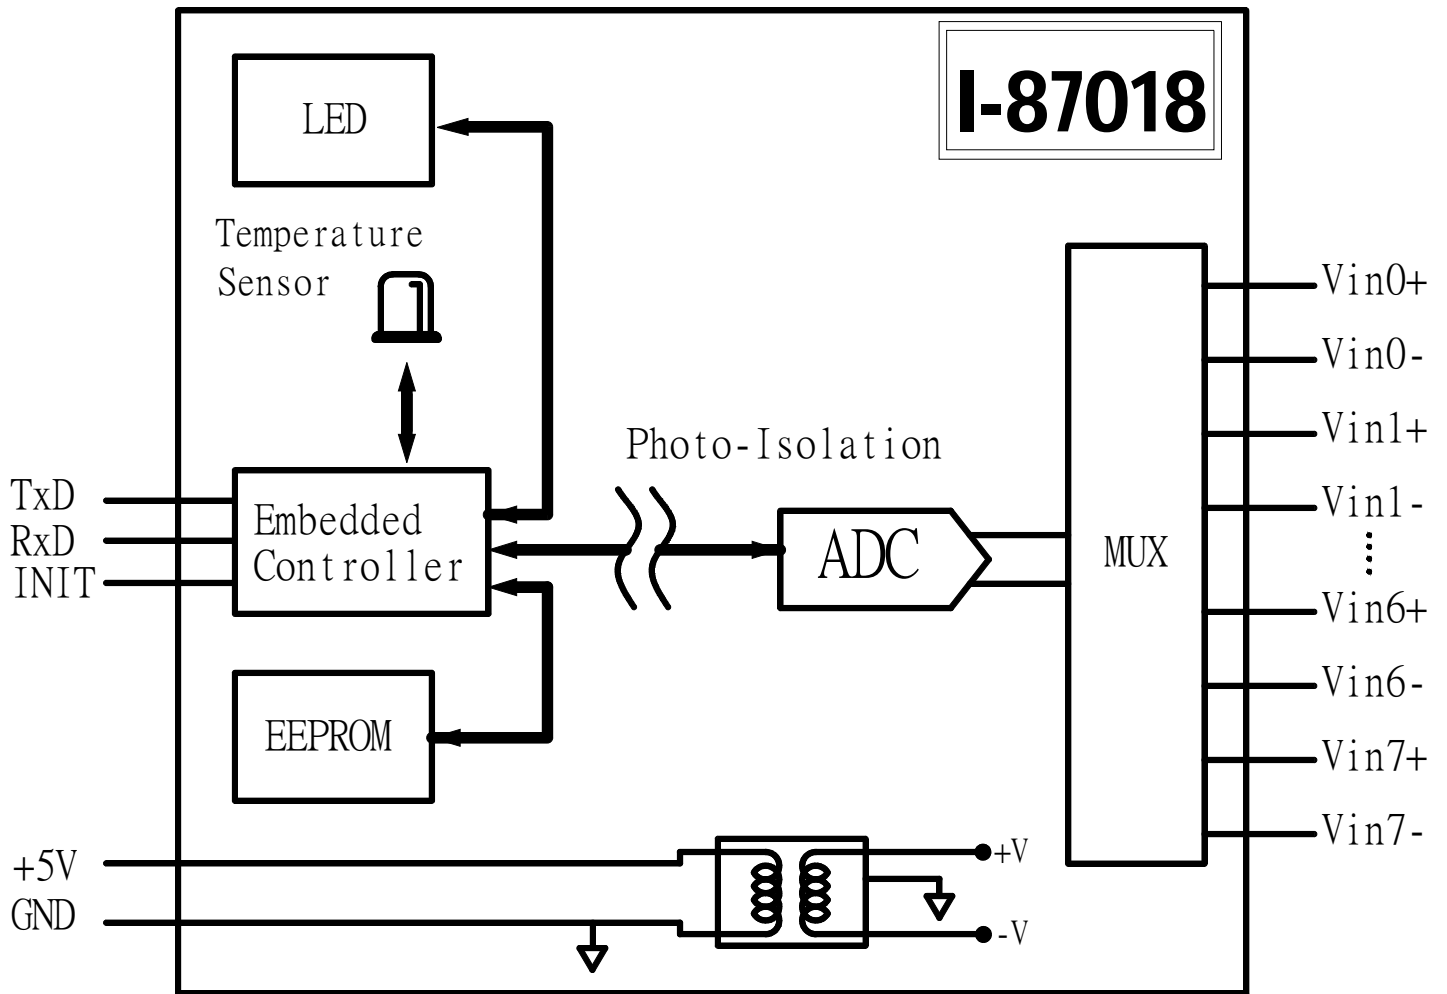 I-87018
LED
Temperature
Sensor
Photo-Isolation
TxD
RxD
INIT
Embedded
Controller
ADC
MUX
EEPROM
Vin0+
Vin0-
Vin1+
Vin1-
Vin6+
Vin6-
Vin7+
Vin7-
+5V
GND
+V
-V